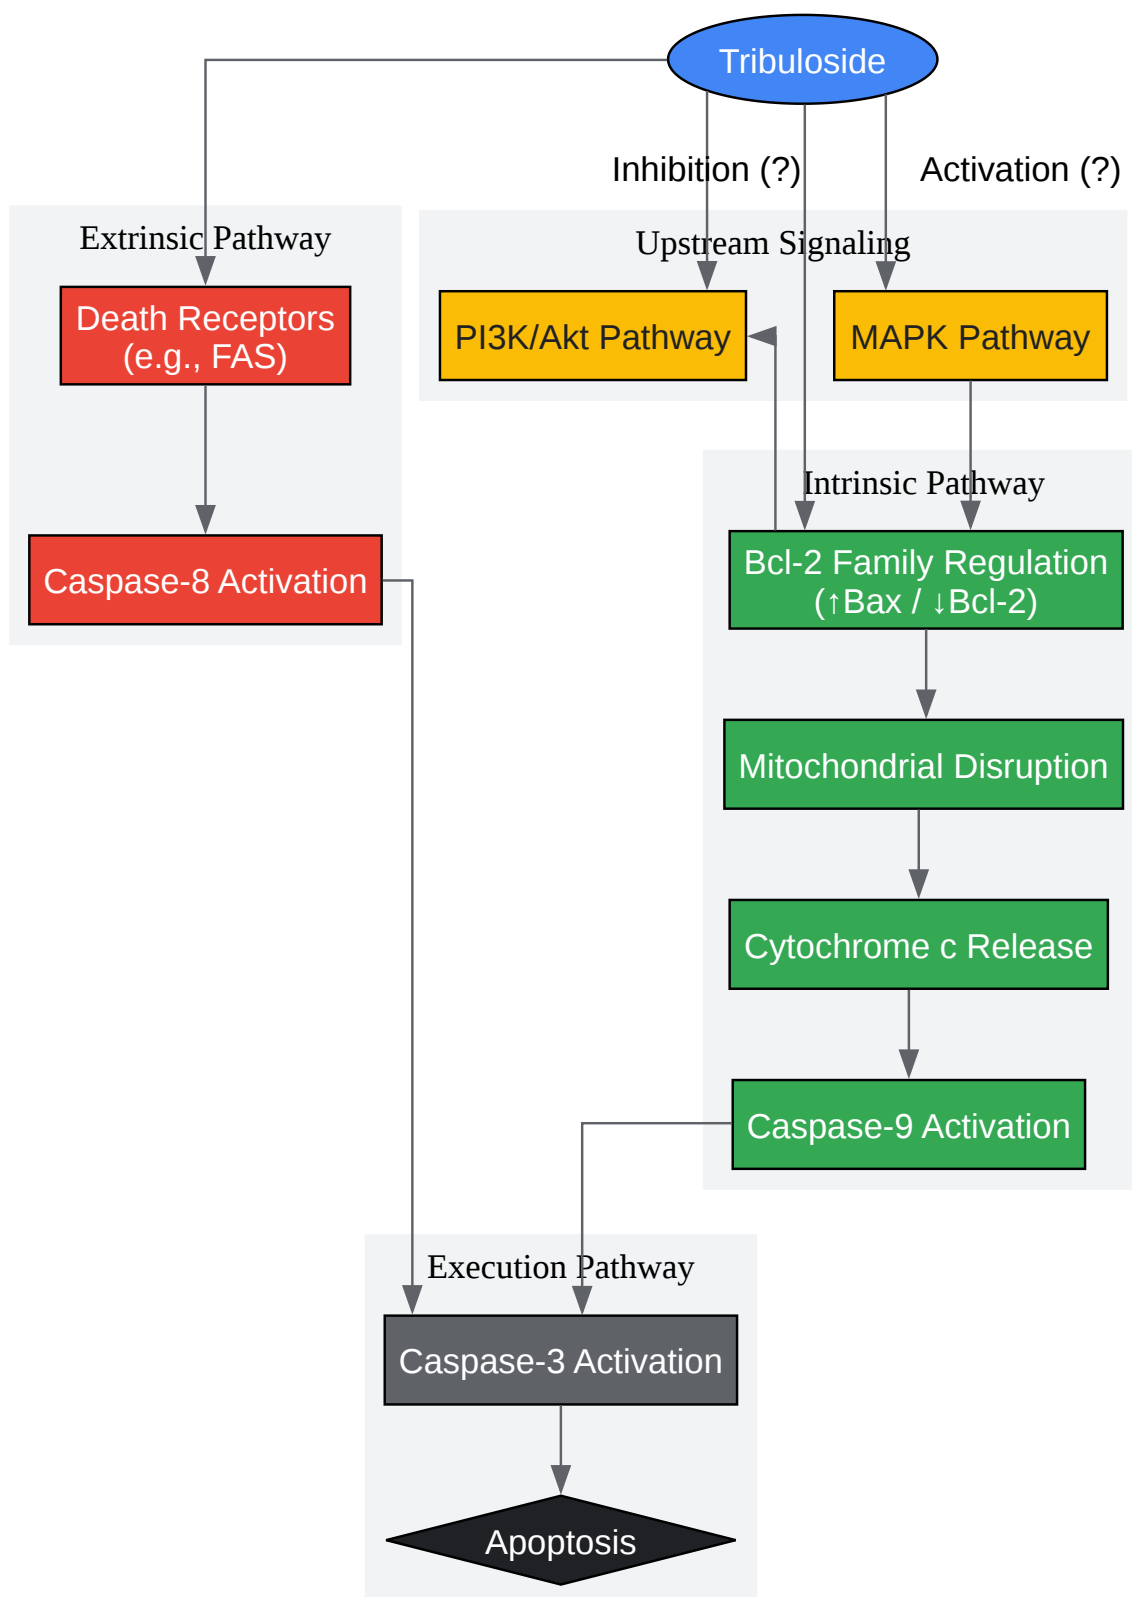 Tribuloside
Inhibition (?)
Activation (?)
Extrinsic Pathway
Upstream Signaling
Death Receptors
(e.g., FAS)
PI3K/Akt Pathway
MAPK Pathway
Intrinsic Pathway
Caspase-8 Activation
Bcl-2 Family Regulation
(↑Bax / ↓Bcl-2)
Mitochondrial Disruption
Cytochrome c Release
Caspase-9 Activation
Execution Pathway
Caspase-3 Activation
Apoptosis